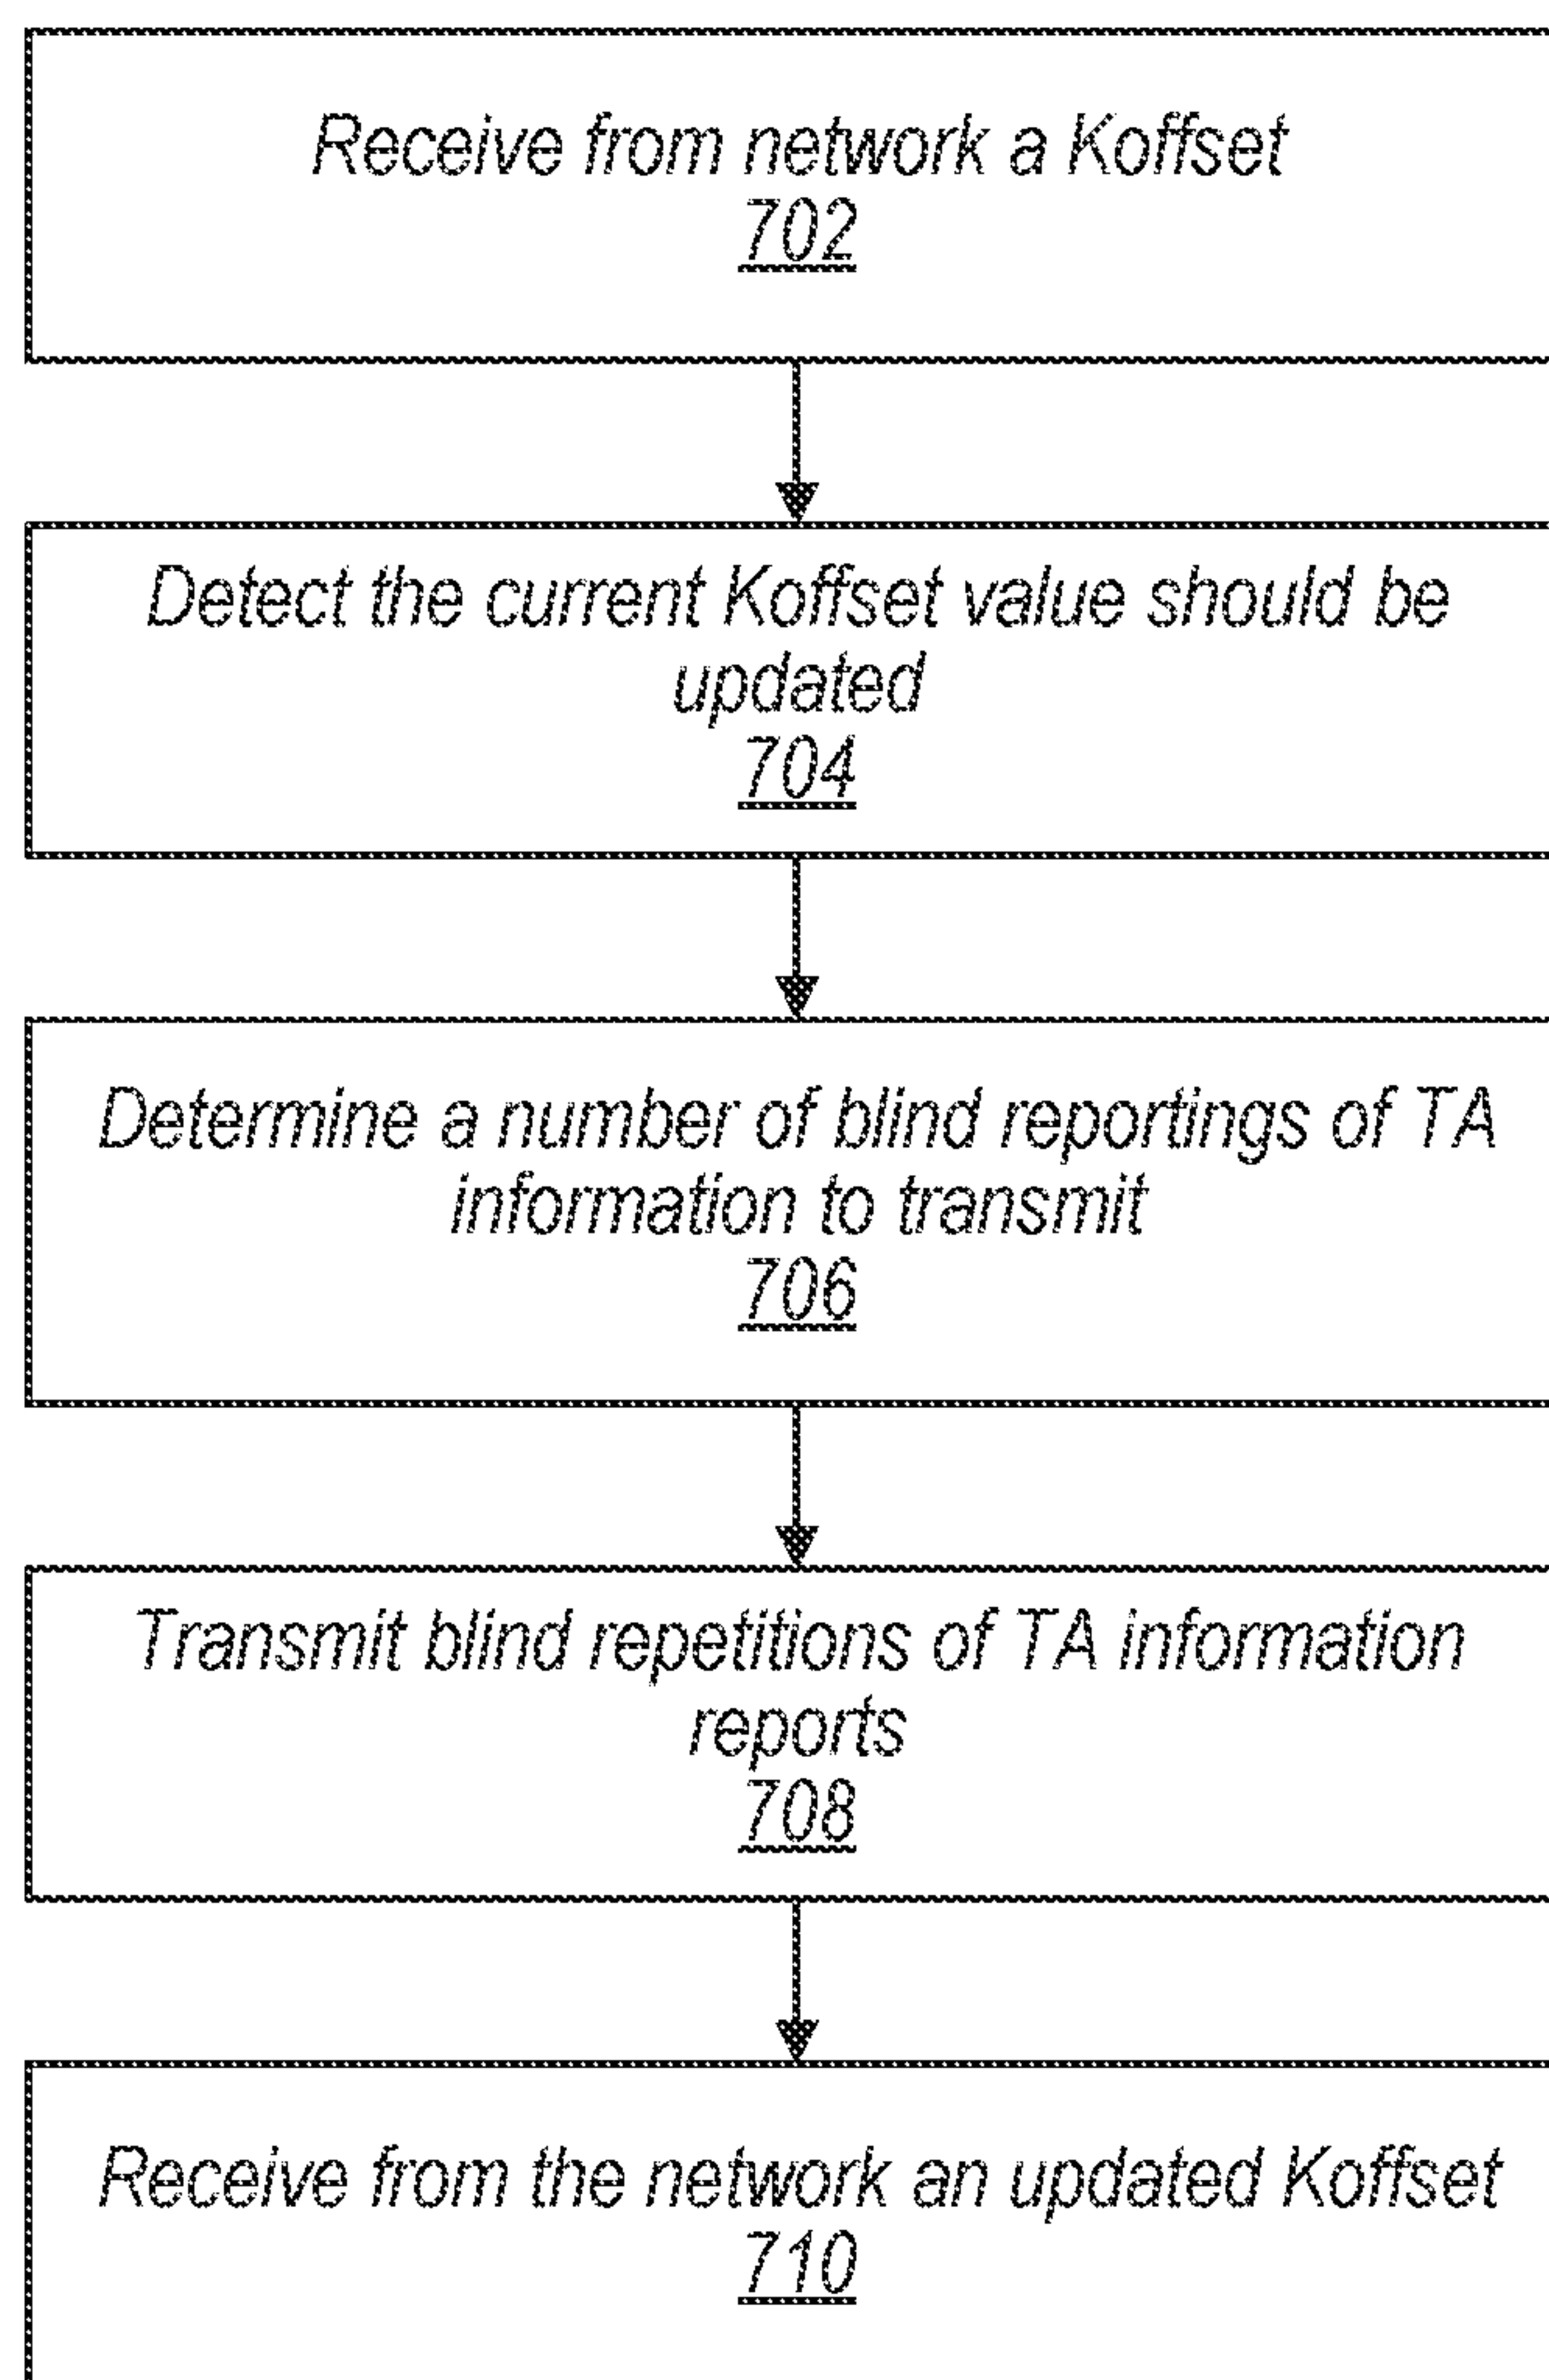 Receive from network a Koffset
702
Detect the current Koffset value should be
updated
704
Determine a number of blind reportings of TA
information to transmit
706
Transmit blind repetitions of TA information
reports
708
Receive from the network an updated Koffset
710